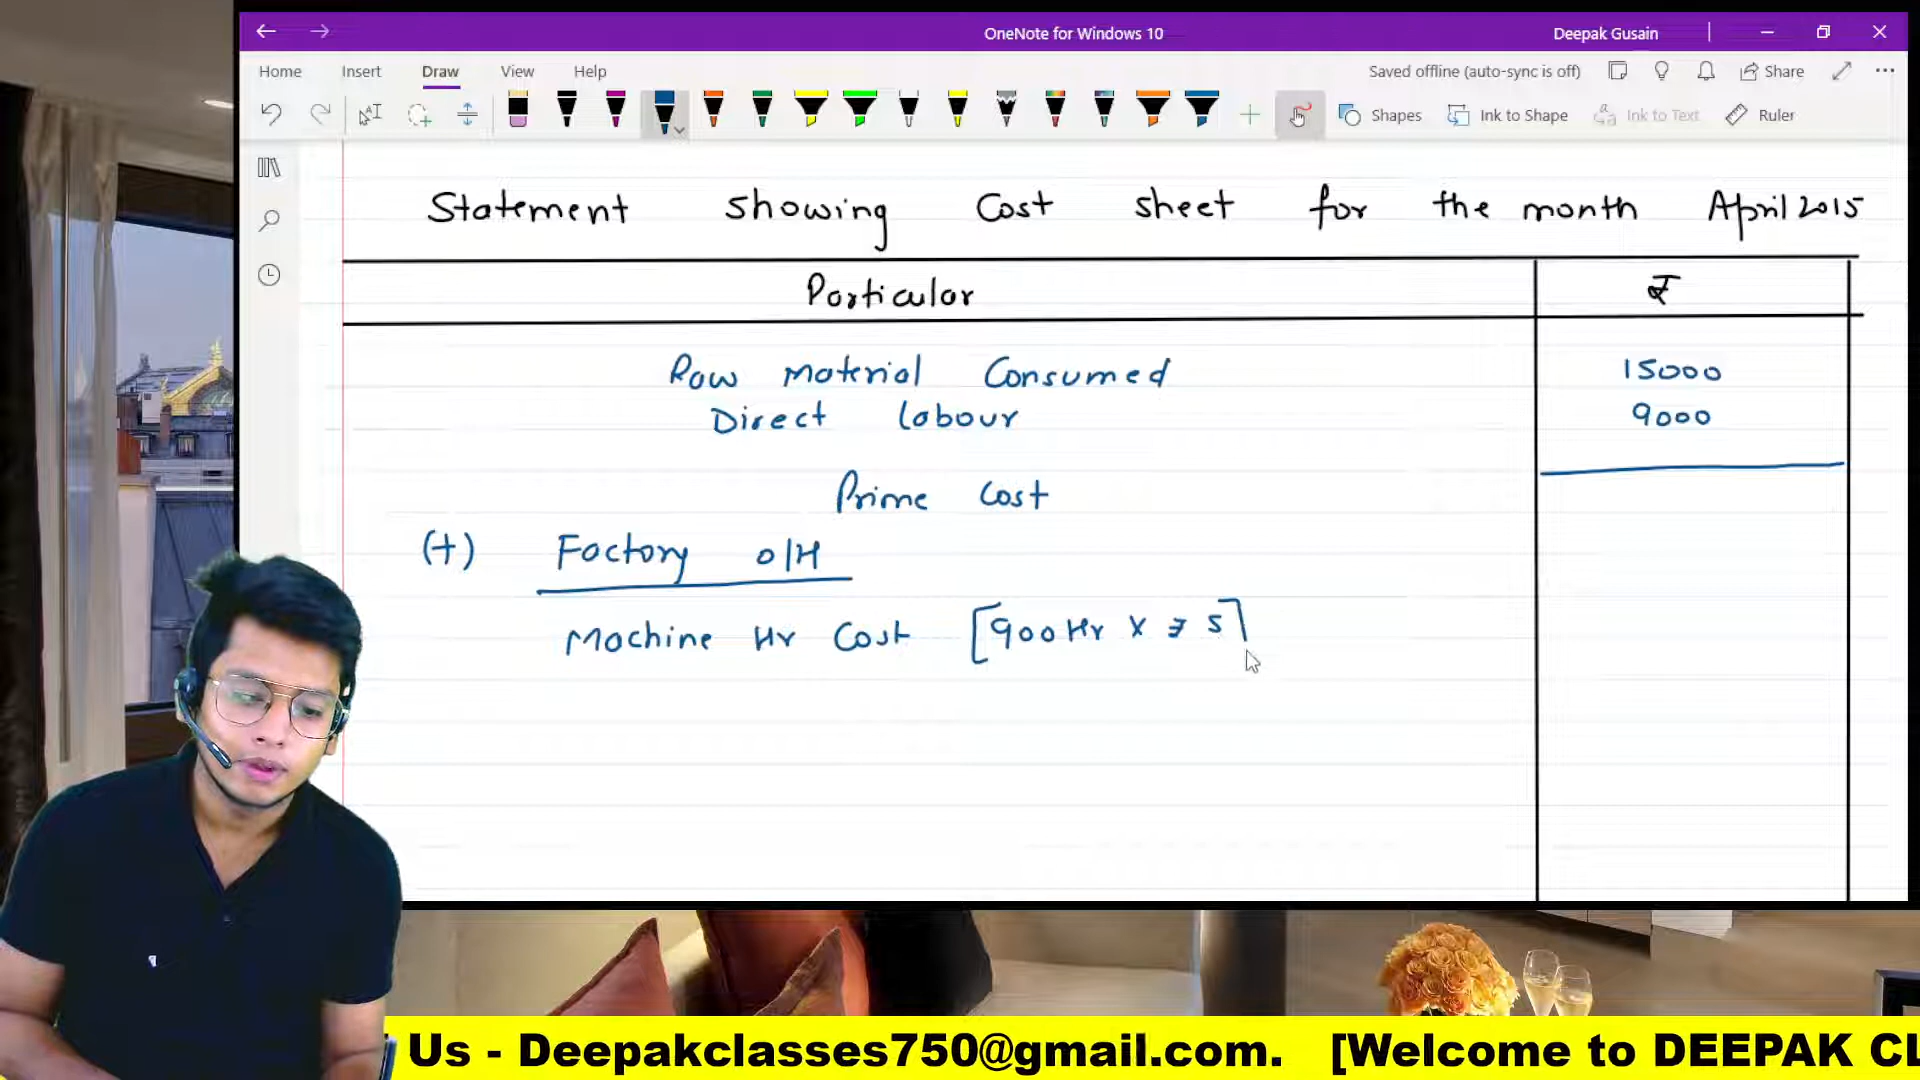 OneNote for Windows 10
Deepak Gusain
Home Insert Draw View Help
Saved offline (auto-sync is off)
Share
Shapes
Ink to Shape
Ink to Text
Ruler
Statement showing Cost sheet for the month April 2015
Particular ₹
Raw Material Consumed 15000
Direct labour 9000
Prime Cost
(+) Factory o/H
Machine Hr Cost [900 Hr x ₹ 5]
Us - Deepakclasses750@gmail.com. [Welcome to DEEPAK CL